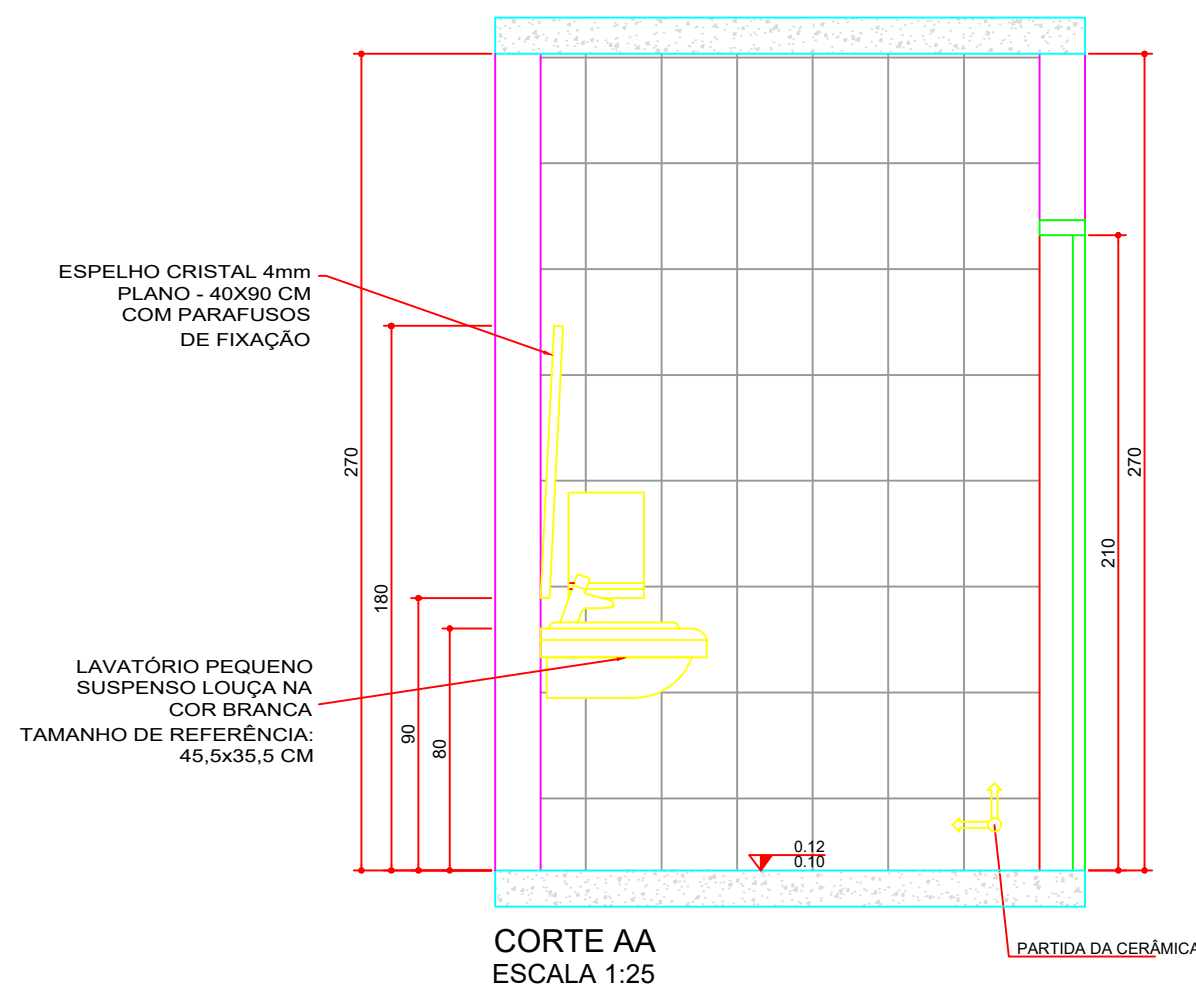 ESPELHO CRISTAL 4mm
PLANO - 40X90 CM
COM PARAFUSOS
DE FIXAÇÃO
270
180
90
80
LAVATÓRIO PEQUENO
SUSPENSO LOUÇA NA
COR BRANCA
TAMANHO DE REFERÊNCIA:
45,5x35,5 CM
270
210
0.12
0.10
PARTIDA DA CERÂMICA
CORTE AA
ESCALA 1:25